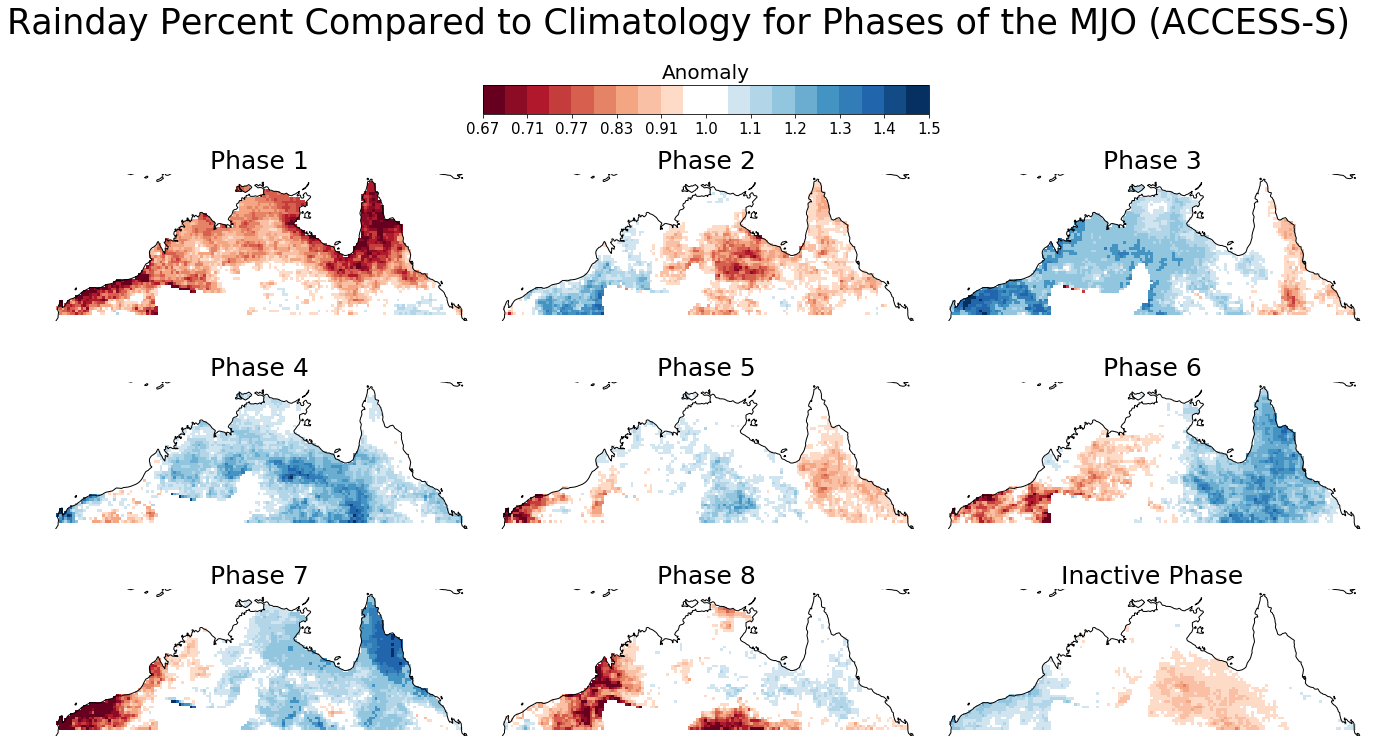 Rainday Percent Compared to Climatology for Phases of the MJO (ACCESS-S)
Anomaly
0.67 0.71 0.77 0.83 0.91 1.0 1.1 1.2 1.3 1.4 1.5
Phase 1 Phase 2 Phase 3
Phase 4 Phase 5 Phase 6
Phase 7 Phase 8 Inactive Phase